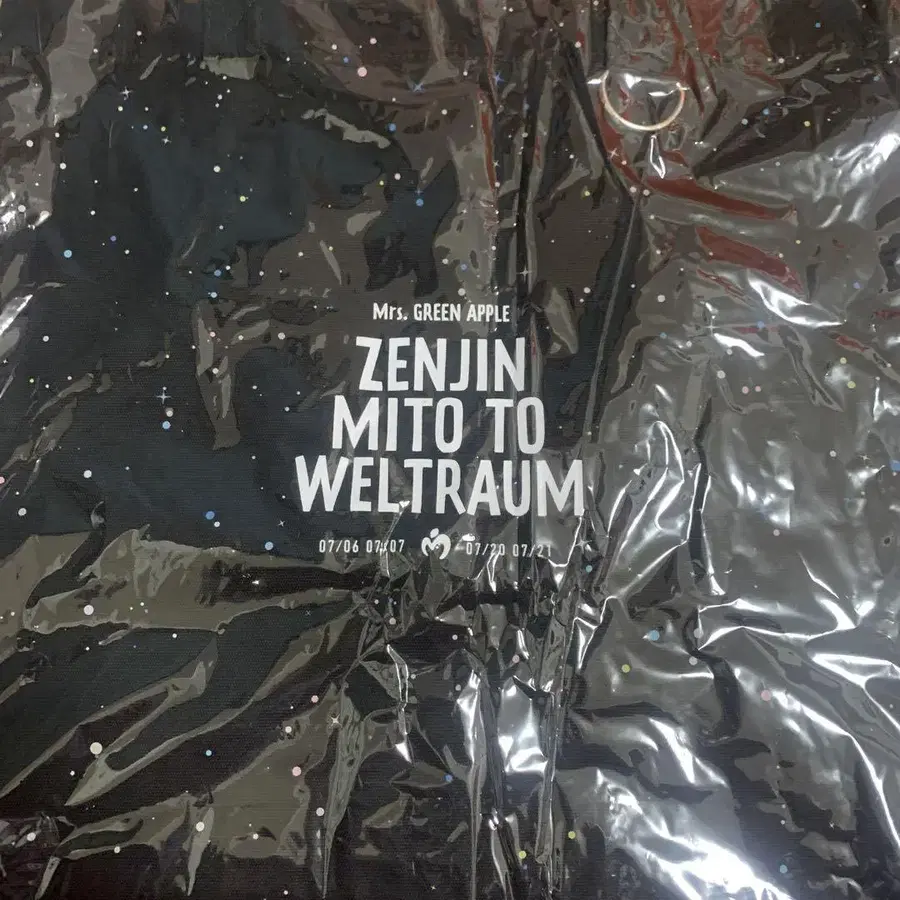 Mrs. GREEN APPLE
ZENJIN
MITO TO
WELTRAUM
07/06 07/07 07/20 07/21